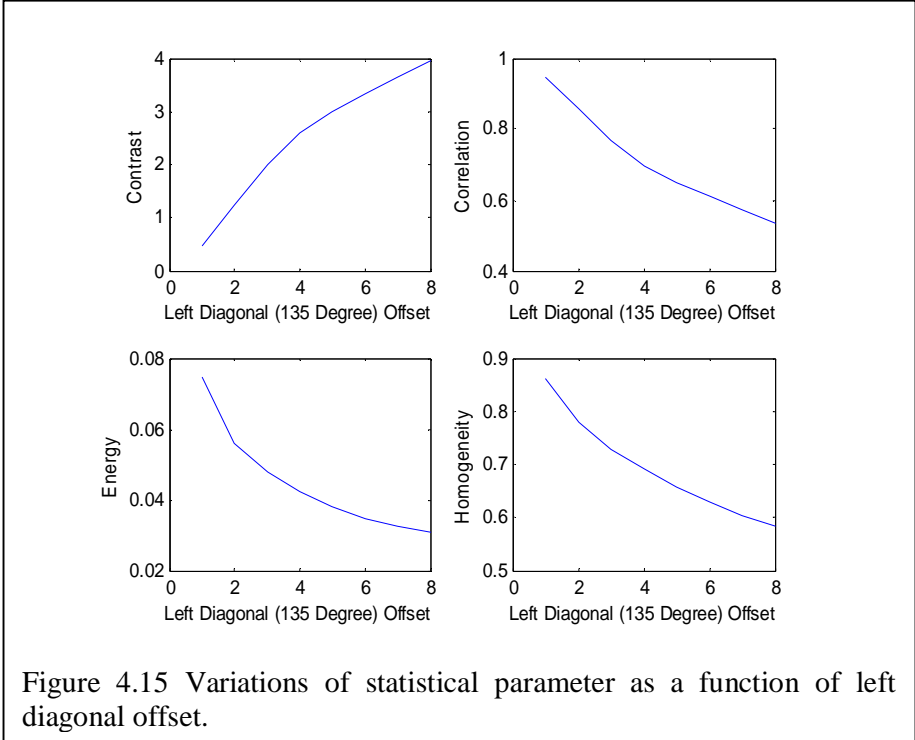 4
3
2
1
0
Contrast
0 2 4 6 8
Left Diagonal (135 Degree) Offset
1
0.8
0.6
0.4
Correlation
0 2 4 6 8
Left Diagonal (135 Degree) Offset
0.08
0.06
0.04
0.02
Energy
0 2 4 6 8
Left Diagonal (135 Degree) Offset
0.9
0.8
0.7
0.6
0.5
Homogeneity
0 2 4 6 8
Left Diagonal (135 Degree) Offset
Figure 4.15 Variations of statistical parameter as a function of left
diagonal offset.